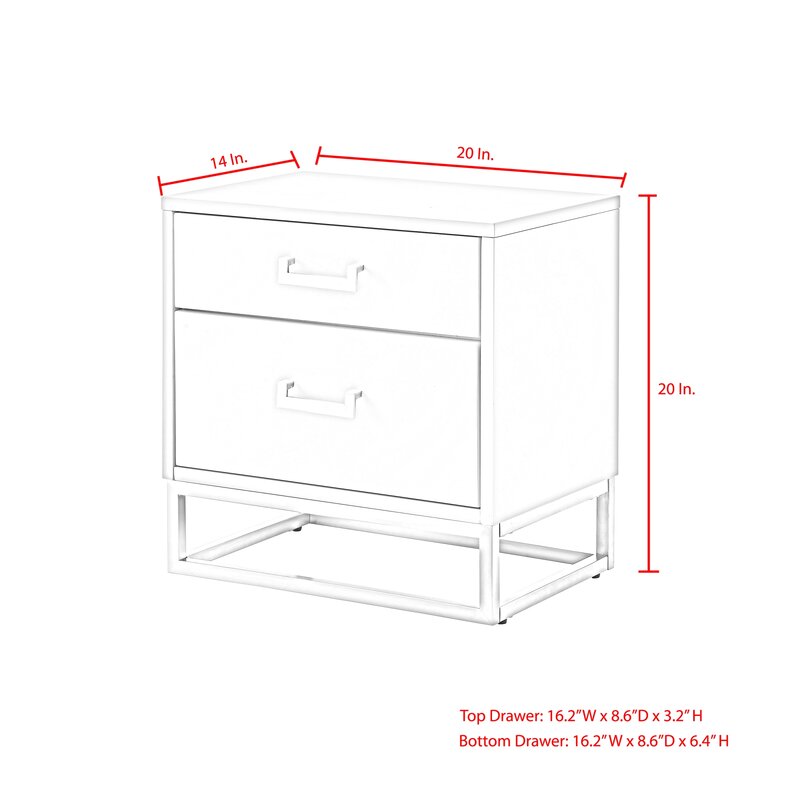 14 In.
20 In.
20 In.
Top Drawer: 16.2”W x 8.6”D x 3.2” H
Bottom Drawer: 16.2”W x 8.6”D x 6.4” H